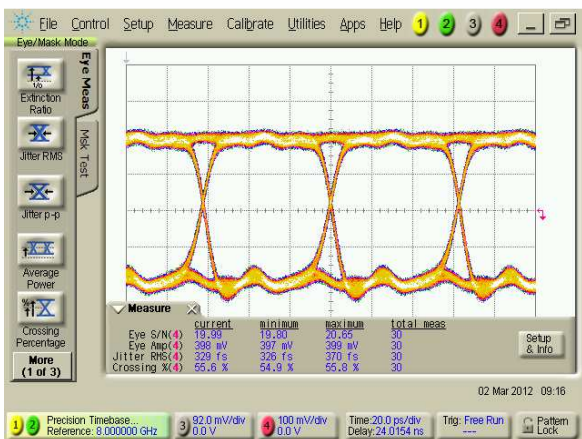 File Control Setup Measure Calibrate Utilities Apps Help 1 2 3 4
Eye/Mask Mode
Eye Meas
Msk Test
1/0
Extinction
Ratio
Jitter RMS
Jitter p-p
Average
Power
Crossing
Percentage
More
(1 of 3)
Measure
current minimum maximum total meas
Eye S/N(4) 19.99 19.80 20.65 30
Eye Amp(4) 398 mV 397 mV 399 mV 30
Jitter RMS(4) 329 fs 326 fs 370 fs 30
Crossing %(4) 55.6 % 54.9 % 55.8 % 30
Setup
& Info
02 Mar 2012 09:16
1 2 Precision Timebase...
Reference: 8.000000 GHz
3 92.0 mV/div
0.0 V
4 100 mV/div
0.0 V
Time:20.0 ps/div
Delay:24.0154 ns
Trig: Free Run
---
Pattern
Lock